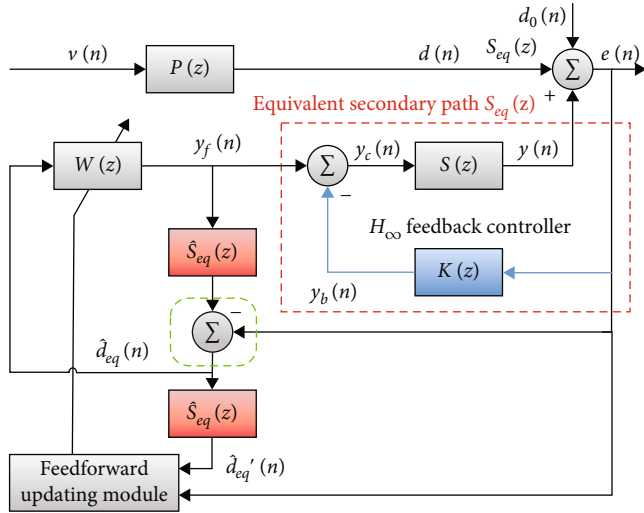 d₀(n)
v(n)
P(z)
d(n)
S_eq(z)
Σ
e(n)
+
Equivalent secondary path S_eq(z)
W(z)
y_f(n)
Σ
−
y_c(n)
S(z)
y(n)
H∞ feedback controller
Ŝ_eq(z)
K(z)
y_b(n)
Σ
−
d̂_eq(n)
Ŝ_eq(z)
d̂_eq′(n)
Feedforward
updating module